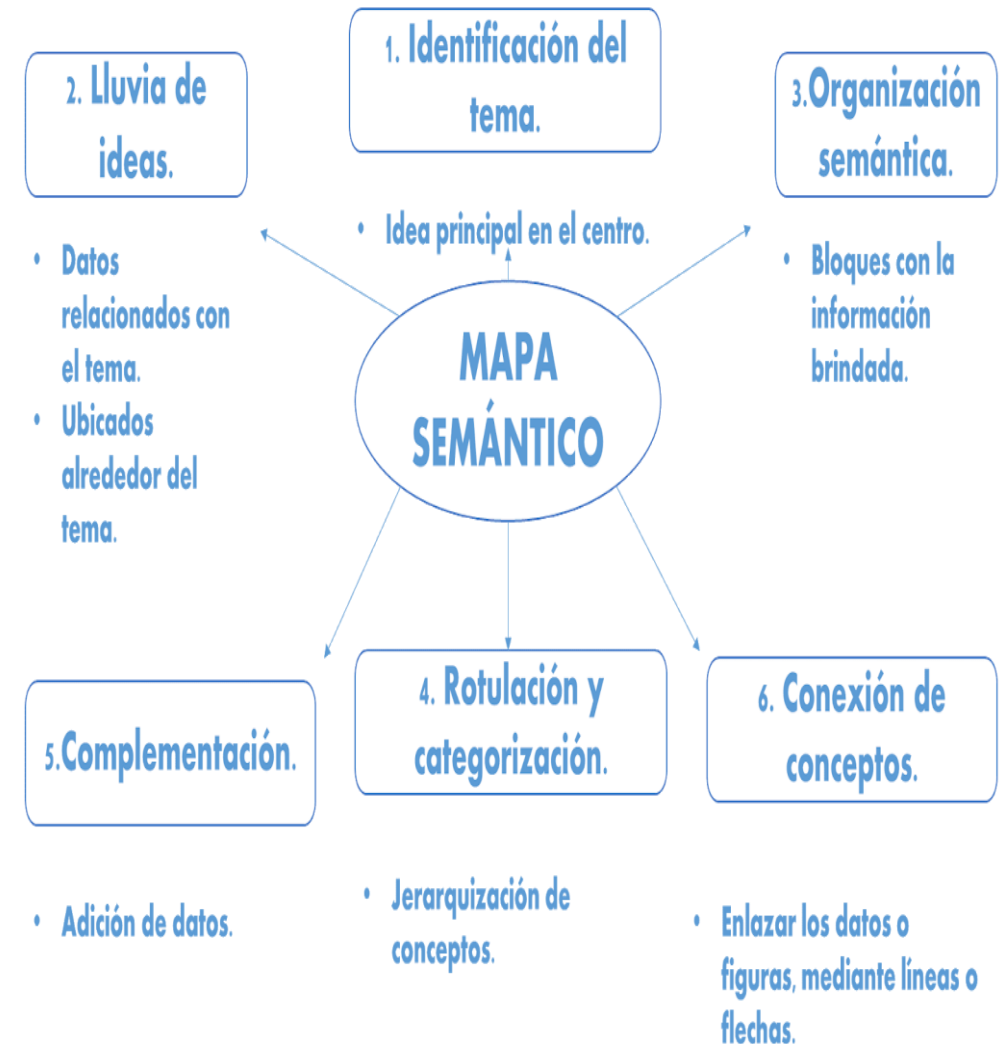 1. Identificación del
tema.
• Idea principal en el centro.
2. Lluvia de
ideas.
• Datos
relacionados con
el tema.
• Ubicados
alrededor del
tema.
3.Organización
semántica.
• Bloques con la
información
brindada.
MAPA
SEMÁNTICO
4. Rotulación y
categorización.
• Jerarquización de
conceptos.
5.Complementación.
• Adición de datos.
6. Conexión de
conceptos.
• Enlazar los datos o
figuras, mediante líneas o
flechas.